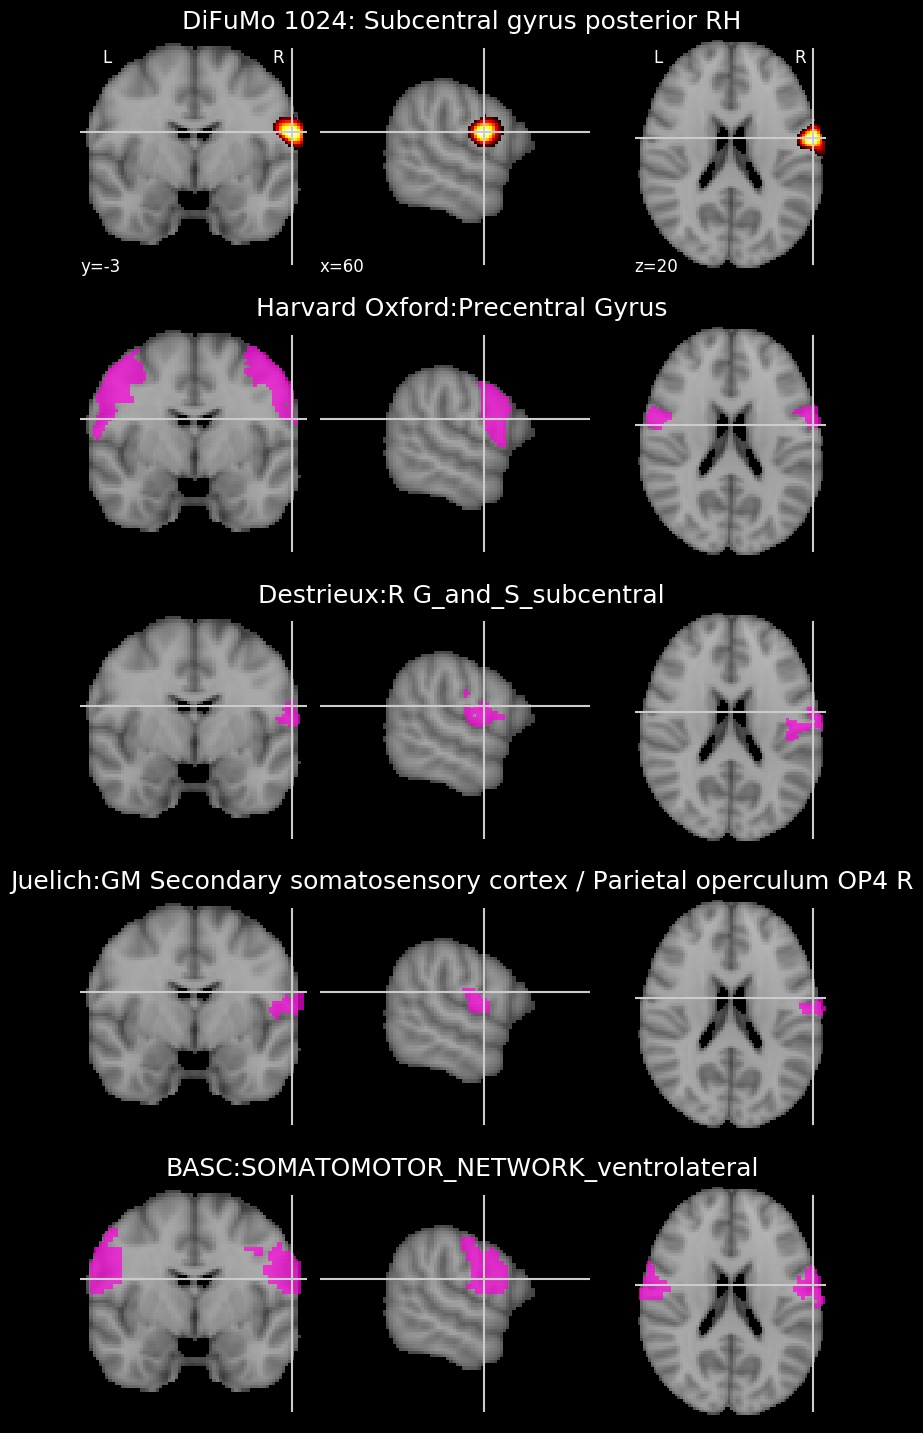 DiFuMo 1024: Subcentral gyrus posterior RH
L R L R
y=-3 x=60 z=20
Harvard Oxford:Precentral Gyrus
Destrieux:R G_and_S_subcentral
Juelich:GM Secondary somatosensory cortex / Parietal operculum OP4 R
BASC:SOMATOMOTOR_NETWORK_ventrolateral